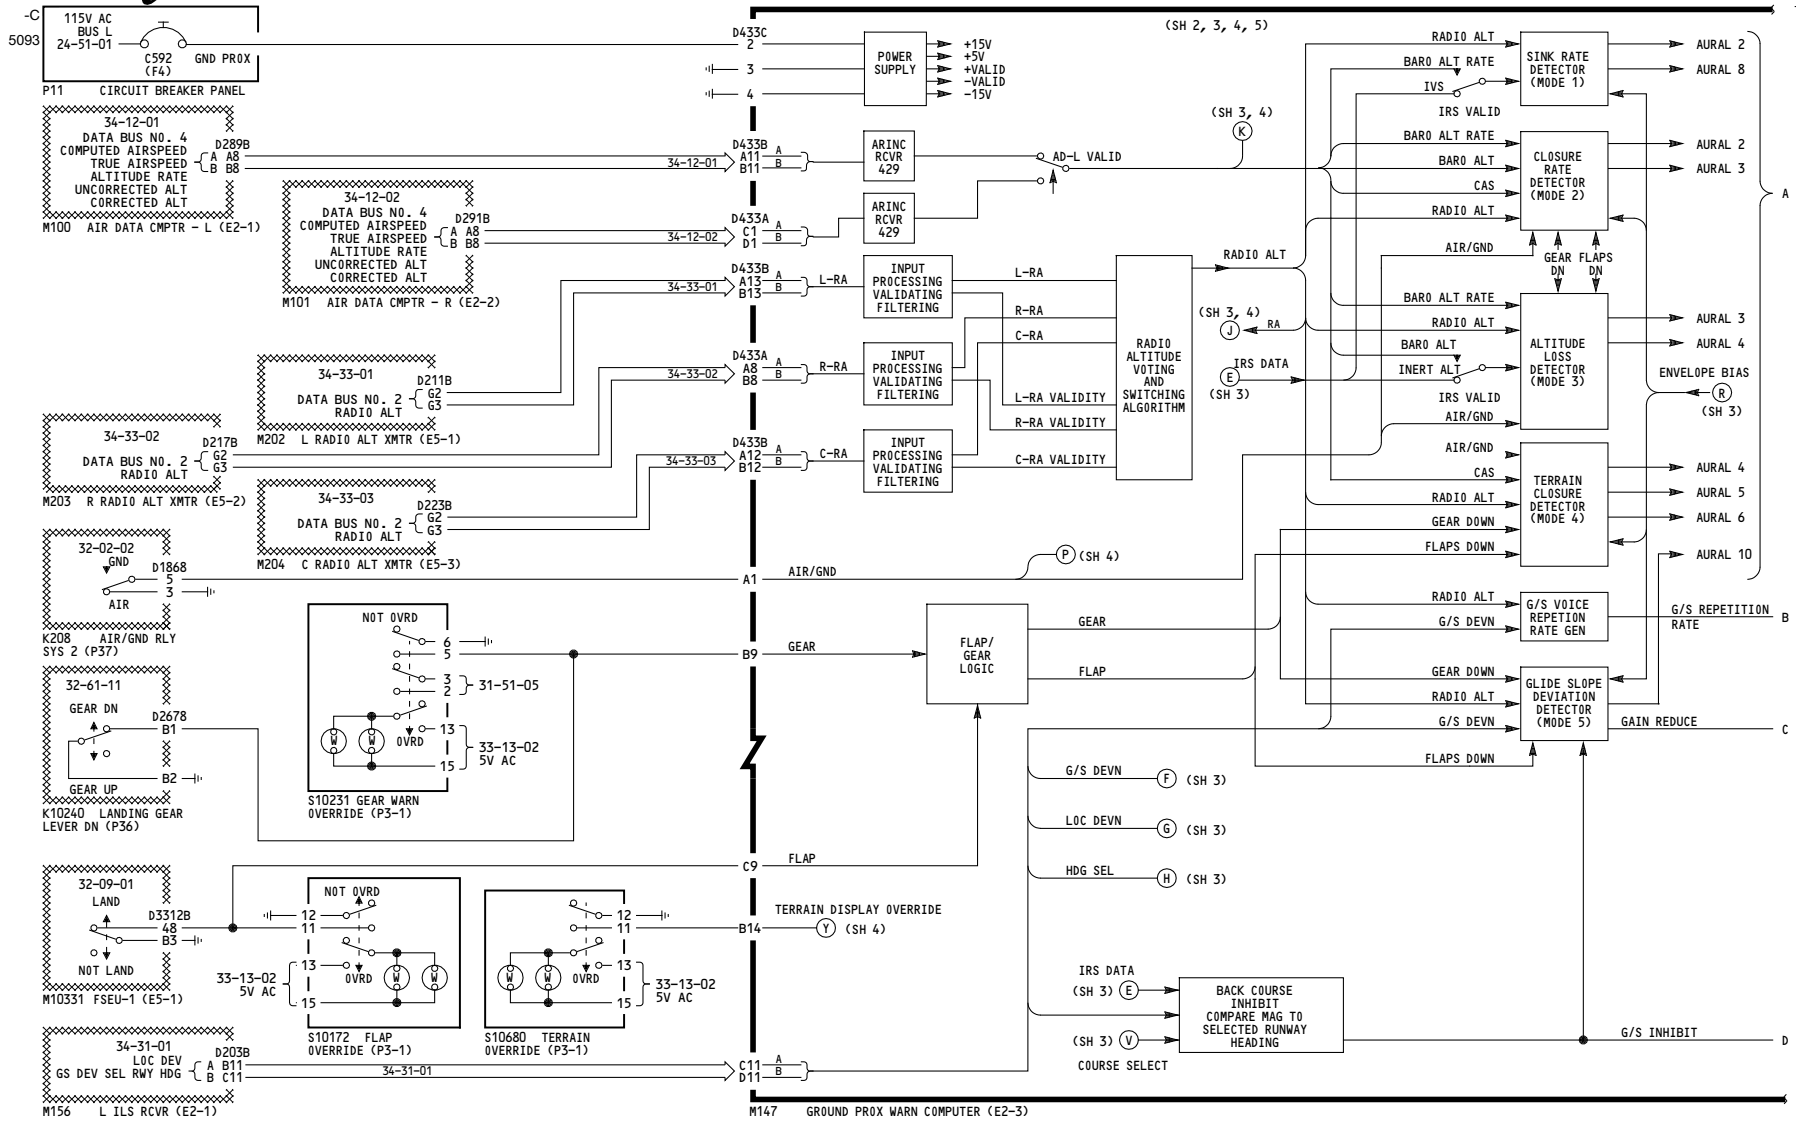 -C
5093
115V AC
BUS L
24-51-01
C592
(F4)
GND PROX
P11 CIRCUIT BREAKER PANEL
34-12-01
DATA BUS NO. 4
COMPUTED AIRSPEED
TRUE AIRSPEED
ALTITUDE RATE
UNCORRECTED ALT
CORRECTED ALT
D289B
A A8
B B8
M100 AIR DATA CMPTR - L (E2-1)
34-12-01
34-12-02
DATA BUS NO. 4
COMPUTED AIRSPEED
TRUE AIRSPEED
ALTITUDE RATE
UNCORRECTED ALT
CORRECTED ALT
D291B
A A8
B B8
M101 AIR DATA CMPTR - R (E2-2)
34-12-02
34-33-01
DATA BUS NO. 2
RADIO ALT
D211B
G2
G3
M202 L RADIO ALT XMTR (E5-1)
34-33-01
34-33-02
DATA BUS NO. 2
RADIO ALT
D217B
G2
G3
M203 R RADIO ALT XMTR (E5-2)
34-33-02
34-33-03
DATA BUS NO. 2
RADIO ALT
D223B
G2
G3
M204 C RADIO ALT XMTR (E5-3)
34-33-03
32-02-02
GND
AIR
D1868
5
3
K208 AIR/GND RLY
SYS 2 (P37)
32-61-11
GEAR DN
D2678
B1
B2
GEAR UP
K10240 LANDING GEAR
LEVER DN (P36)
NOT OVRD
6
5
3
2
31-51-05
OVRD
13
15
33-13-02
5V AC
W
W
S10231 GEAR WARN
OVERRIDE (P3-1)
32-09-01
LAND
D3312B
48
B3
NOT LAND
M10331 FSEU-1 (E5-1)
NOT OVRD
12
11
13
15
OVRD
W
W
33-13-02
5V AC
S10172 FLAP
OVERRIDE (P3-1)
12
11
13
15
OVRD
W
W
33-13-02
5V AC
S10680 TERRAIN
OVERRIDE (P3-1)
34-31-01
LOC DEV
GS DEV SEL RWY HDG
D203B
A B11
B C11
34-31-01
M156 L ILS RCVR (E2-1)
D433C
2
3
4
D433B
A11 A
B11 B
D433A
C1 A
D1 B
D433B
A13 A
B13 B
L-RA
D433A
A8 A
B8 B
R-RA
D433B
A12 A
B12 B
C-RA
A1
AIR/GND
B9
GEAR
C9
FLAP
B14
TERRAIN DISPLAY OVERRIDE
Y
(SH 4)
C11 A
D11 B
M147 GROUND PROX WARN COMPUTER (E2-3)
POWER
SUPPLY
+15V
+5V
+VALID
-VALID
-15V
(SH 2, 3, 4, 5)
ARINC
RCVR
429
ARINC
RCVR
429
AD-L VALID
(SH 3, 4)
K
INPUT
PROCESSING
VALIDATING
FILTERING
INPUT
PROCESSING
VALIDATING
FILTERING
INPUT
PROCESSING
VALIDATING
FILTERING
L-RA
R-RA
C-RA
L-RA VALIDITY
R-RA VALIDITY
C-RA VALIDITY
RADIO
ALTITUDE
VOTING
AND
SWITCHING
ALGORITHM
RADIO ALT
(SH 3, 4)
J
RA
E
IRS DATA
(SH 3)
P
(SH 4)
FLAP/
GEAR
LOGIC
GEAR
FLAP
G/S DEVN
F
(SH 3)
LOC DEVN
G
(SH 3)
HDG SEL
H
(SH 3)
IRS DATA
(SH 3)
E
(SH 3)
V
COURSE SELECT
BACK COURSE
INHIBIT
COMPARE MAG TO
SELECTED RUNWAY
HEADING
RADIO ALT
BARO ALT RATE
IVS
IRS VALID
SINK RATE
DETECTOR
(MODE 1)
AURAL 2
AURAL 8
BARO ALT RATE
BARO ALT
CAS
RADIO ALT
AIR/GND
CLOSURE
RATE
DETECTOR
(MODE 2)
AURAL 2
AURAL 3
GEAR
DN
FLAPS
DN
BARO ALT RATE
RADIO ALT
BARO ALT
INERT ALT
IRS VALID
AIR/GND
ALTITUDE
LOSS
DETECTOR
(MODE 3)
AURAL 3
AURAL 4
ENVELOPE BIAS
R
(SH 3)
AIR/GND
CAS
RADIO ALT
GEAR DOWN
FLAPS DOWN
TERRAIN
CLOSURE
DETECTOR
(MODE 4)
AURAL 4
AURAL 5
AURAL 6
AURAL 10
A
RADIO ALT
G/S DEVN
G/S VOICE
REPETION
RATE GEN
G/S REPETITION
RATE
B
GEAR DOWN
RADIO ALT
G/S DEVN
FLAPS DOWN
GLIDE SLOPE
DEVIATION
DETECTOR
(MODE 5)
GAIN REDUCE
C
G/S INHIBIT
D